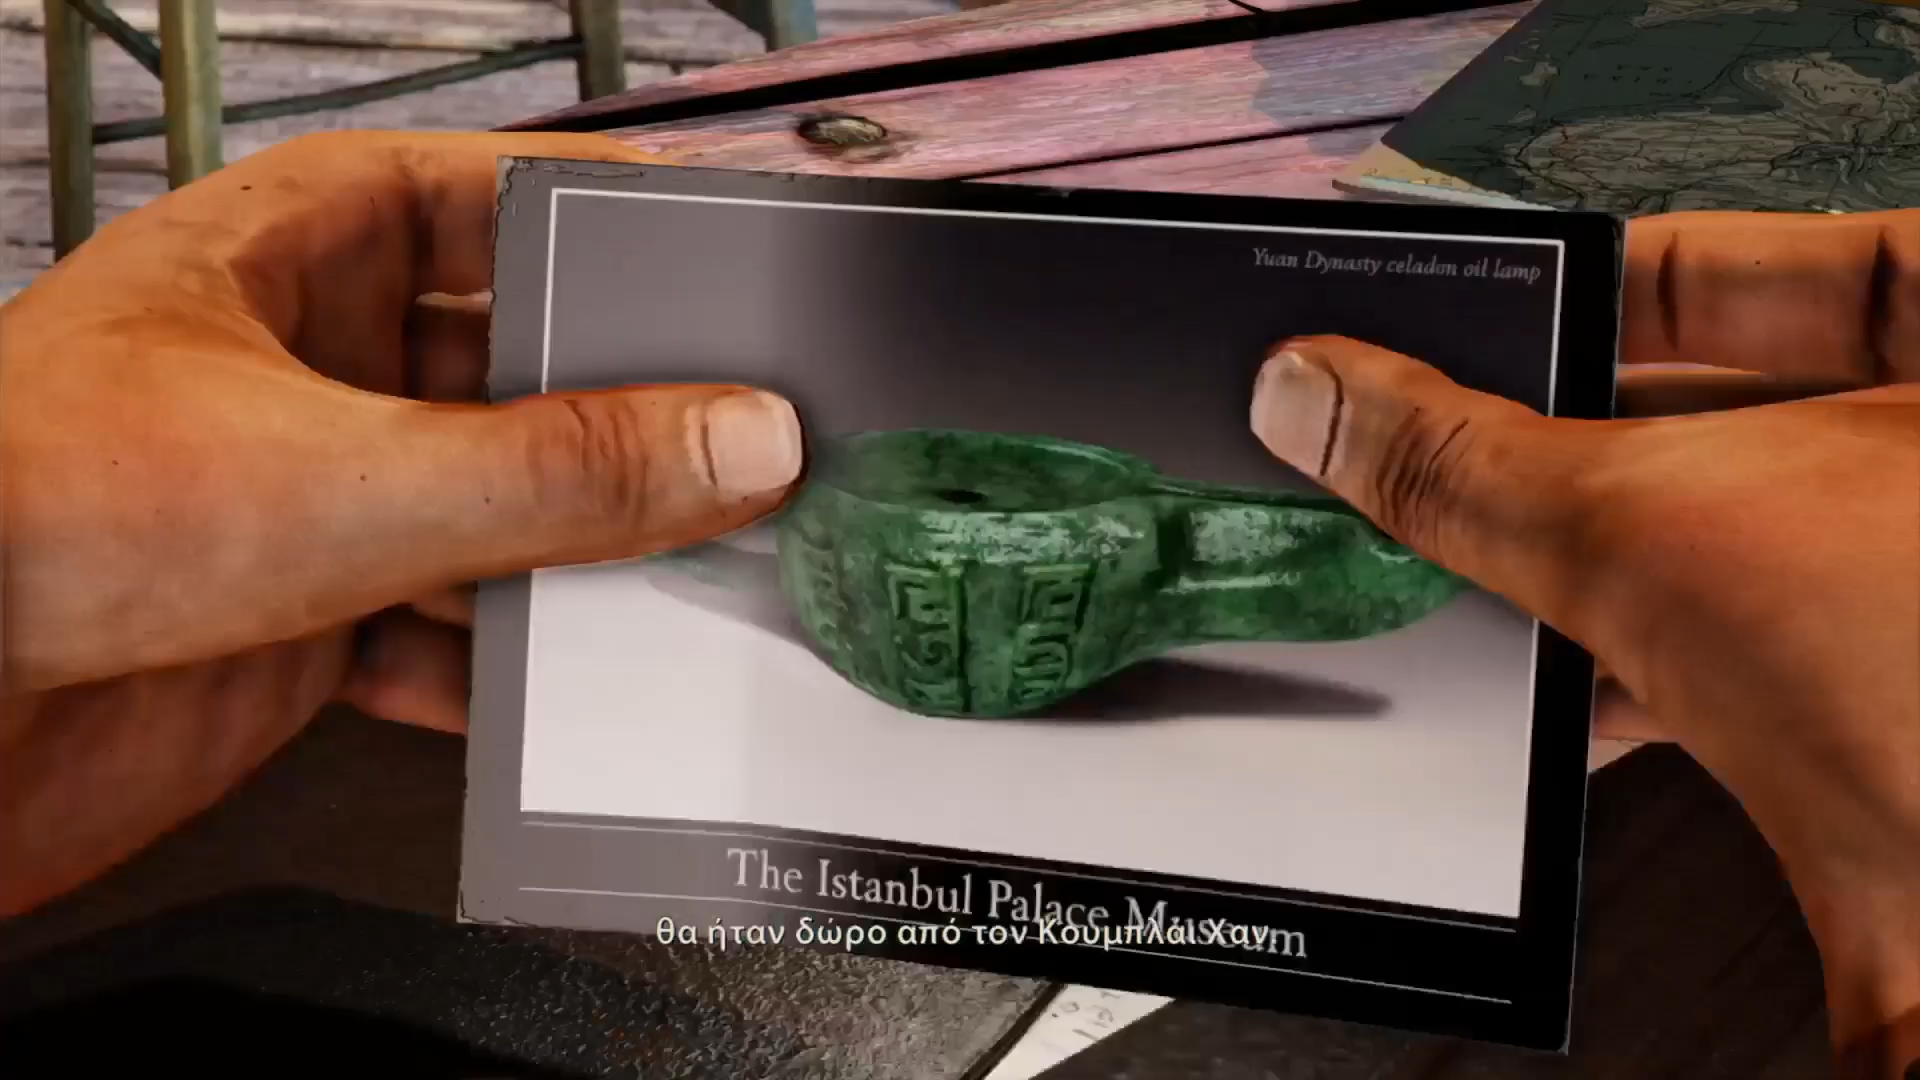 Yuan Dynasty celadon oil lamp
The Istanbul Palace Museum
θα ήταν δώρο από τον Κουμπλάι Χαν.